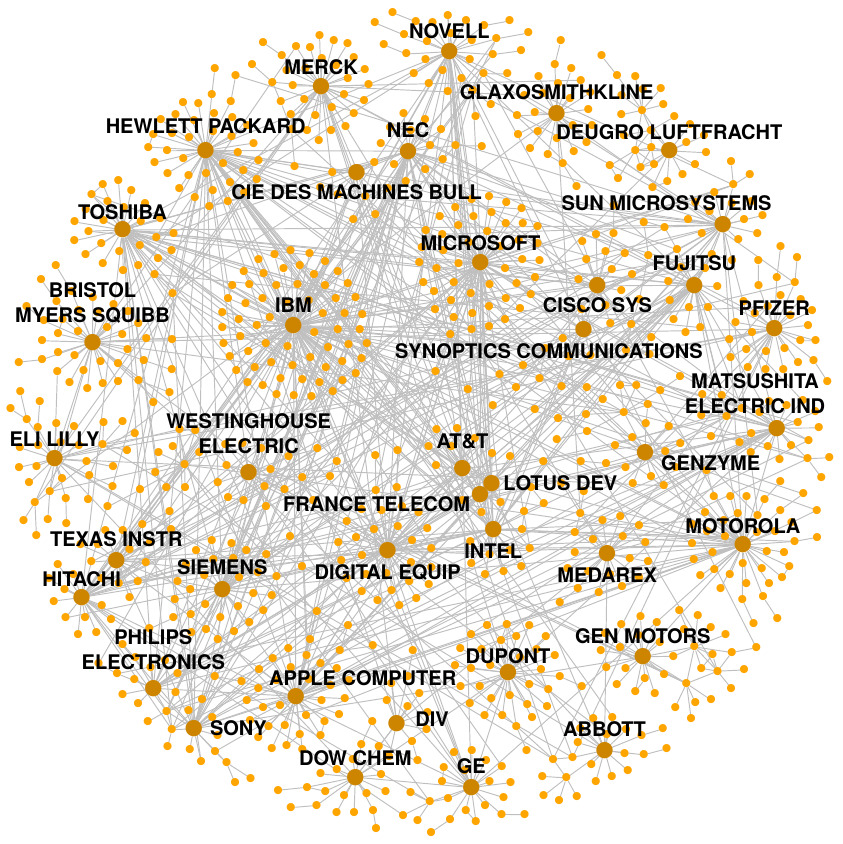 NOVELL
MERCK
GLAXOSMITHKLINE
HEWLETT PACKARD
NEC
DEUGRO LUFTFRACHT
CIE DES MACHINES BULL
SUN MICROSYSTEMS
TOSHIBA
MICROSOFT
FUJITSU
BRISTOL
MYERS SQUIBB
IBM
CISCO SYS
PFIZER
SYNOPTICS COMMUNICATIONS
MATSUSHITA
ELECTRIC IND
WESTINGHOUSE
ELECTRIC
ELI LILLY
AT&T
GENZYME
LOTUS DEV
FRANCE TELECOM
MOTOROLA
TEXAS INSTR
INTEL
HITACHI
SIEMENS
DIGITAL EQUIP
MEDAREX
PHILIPS
ELECTRONICS
GEN MOTORS
DUPONT
APPLE COMPUTER
SONY
DIV
ABBOTT
DOW CHEM
GE